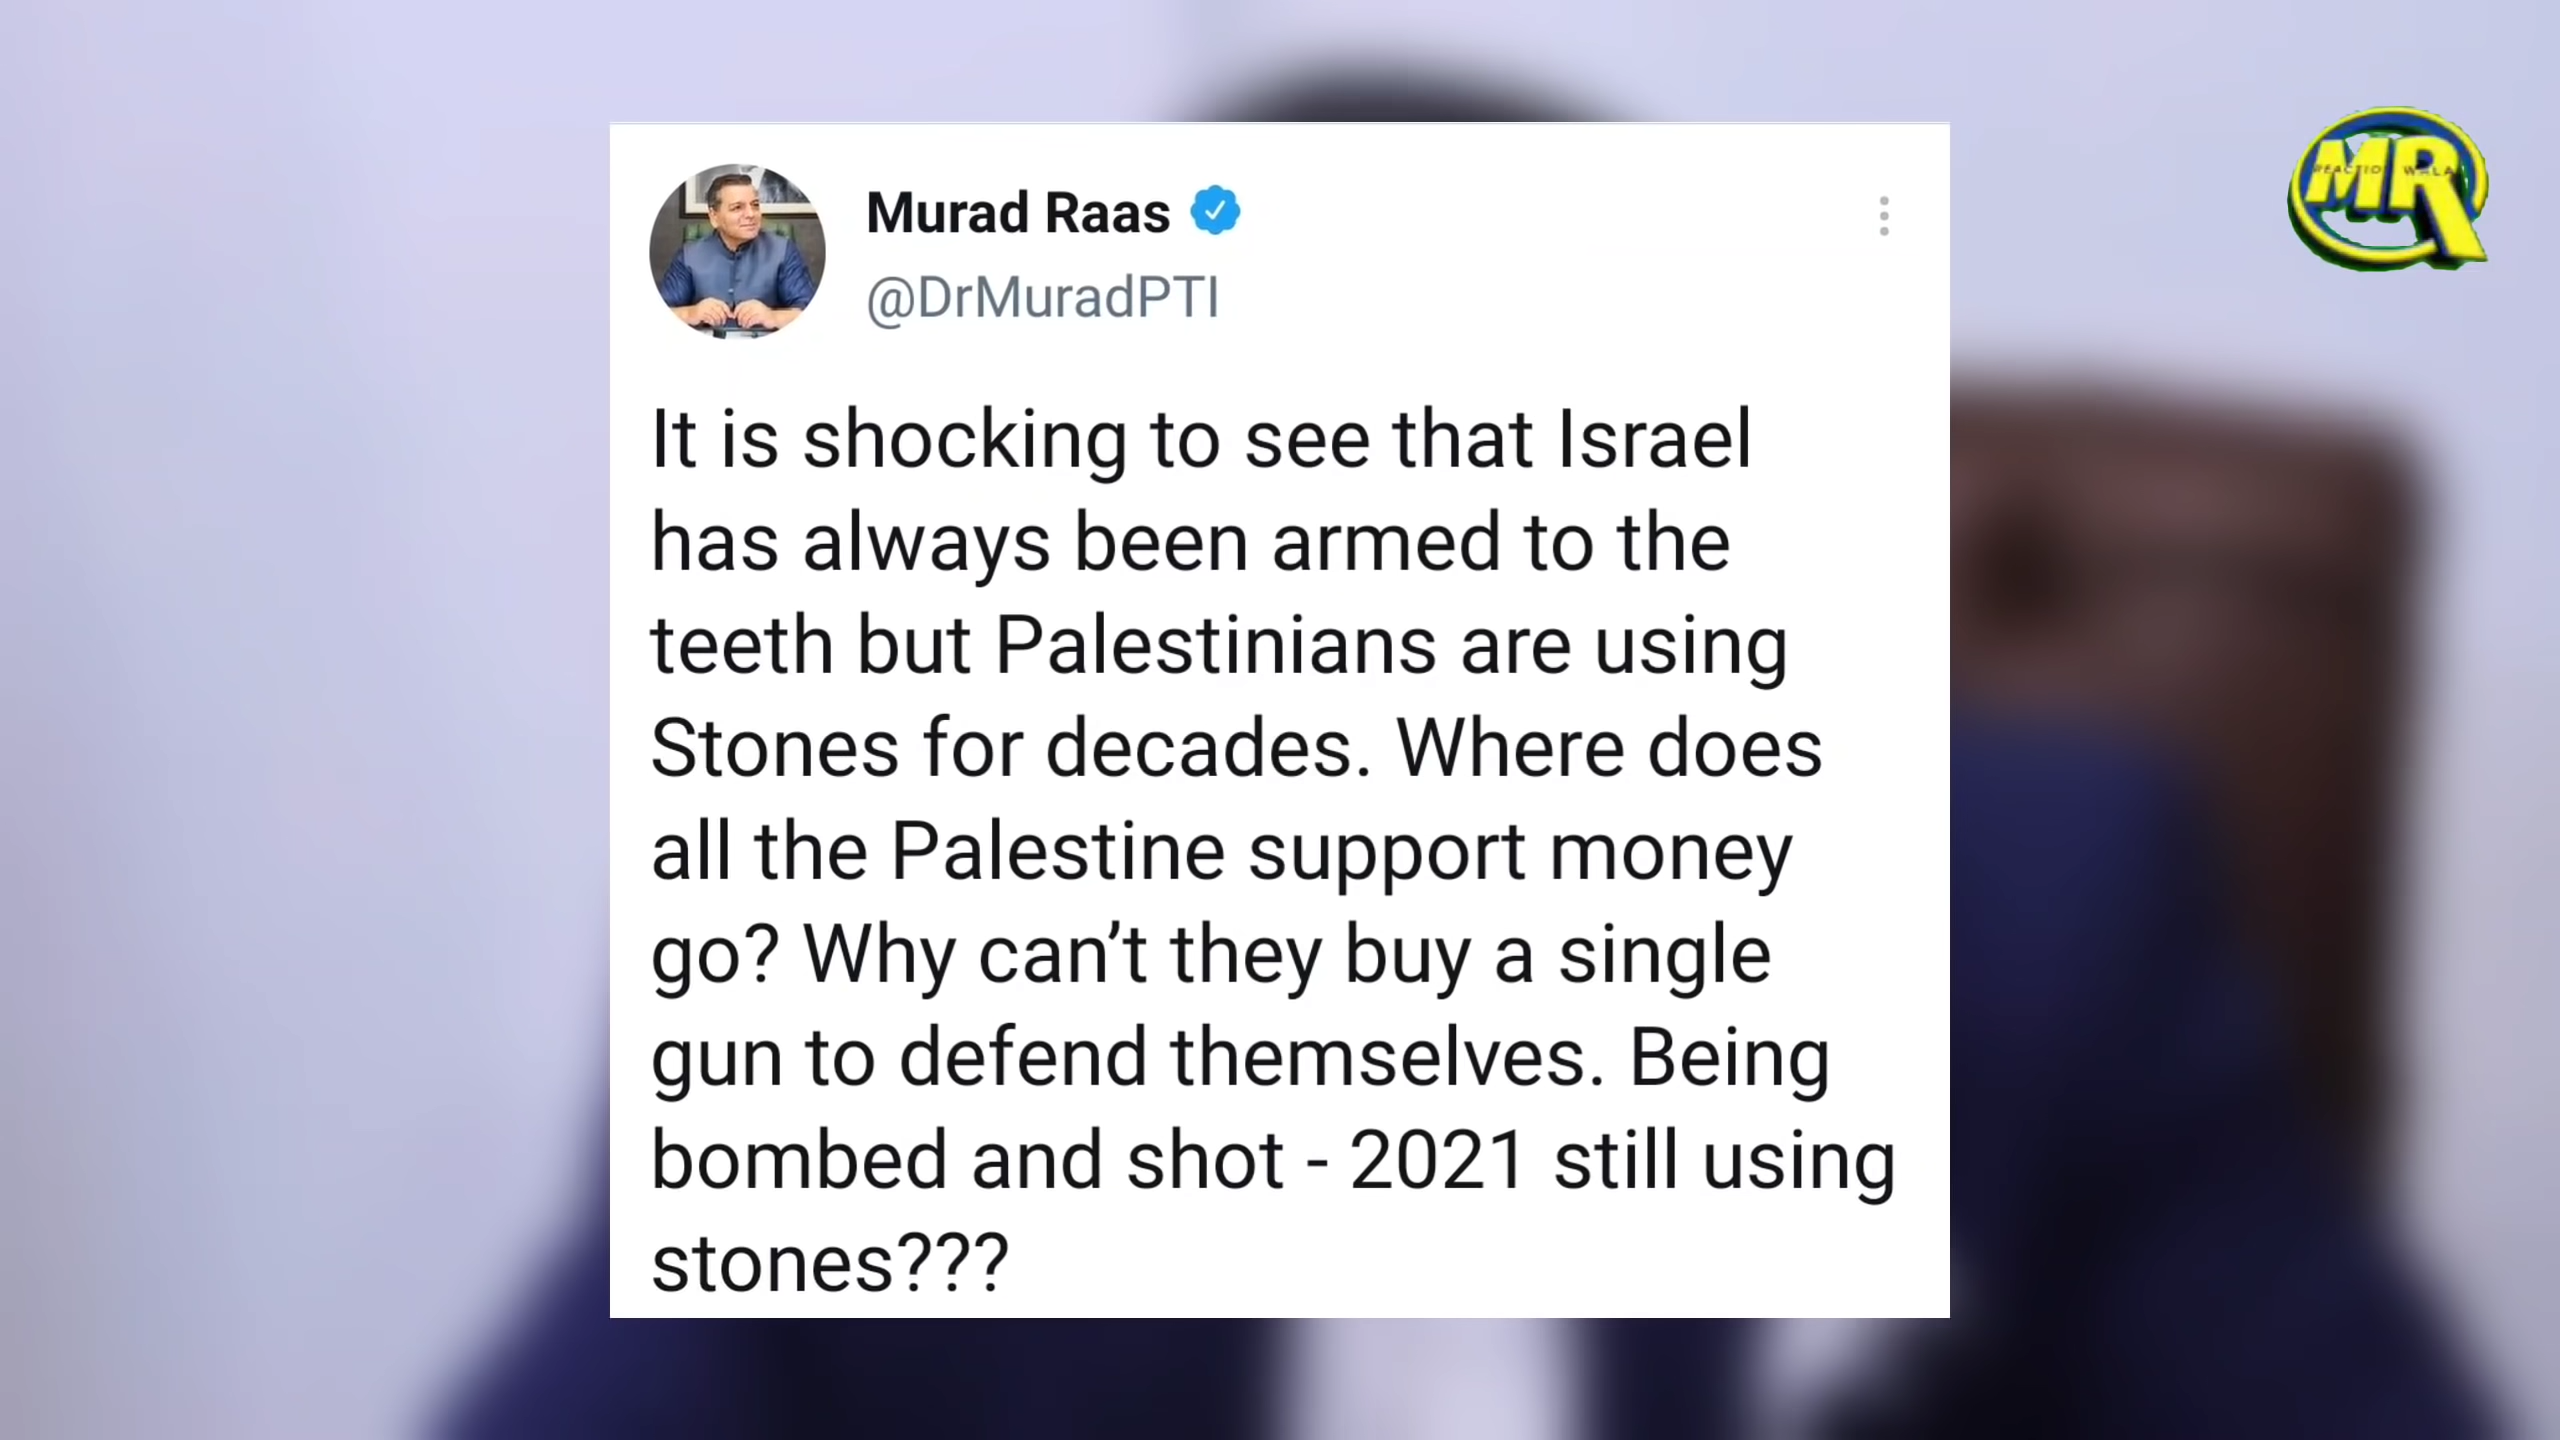 MR
REACTION WALA
Murad Raas
@DrMuradPTI
It is shocking to see that Israel
has always been armed to the
teeth but Palestinians are using
Stones for decades. Where does
all the Palestine support money
go? Why can’t they buy a single
gun to defend themselves. Being
bombed and shot - 2021 still using
stones???